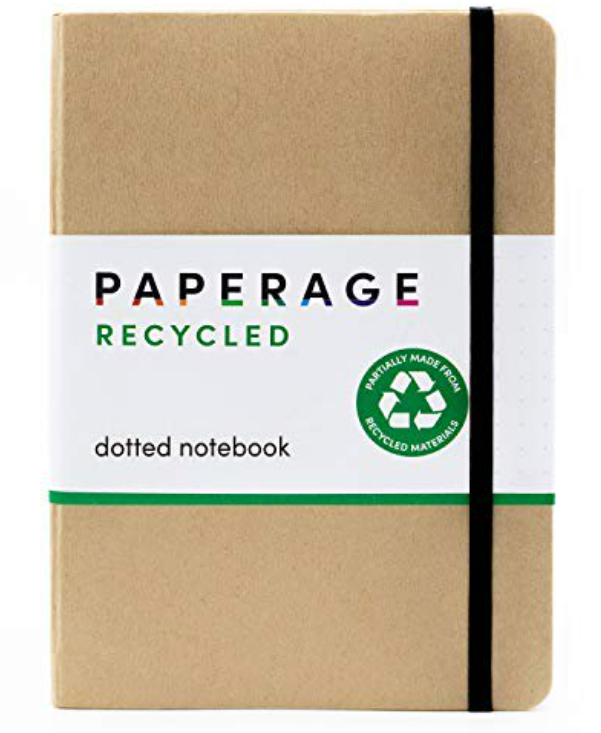 PAPERAGE
RECYCLED
PARTIALLY MADE FROM
RECYCLED MATERIALS
dotted notebook